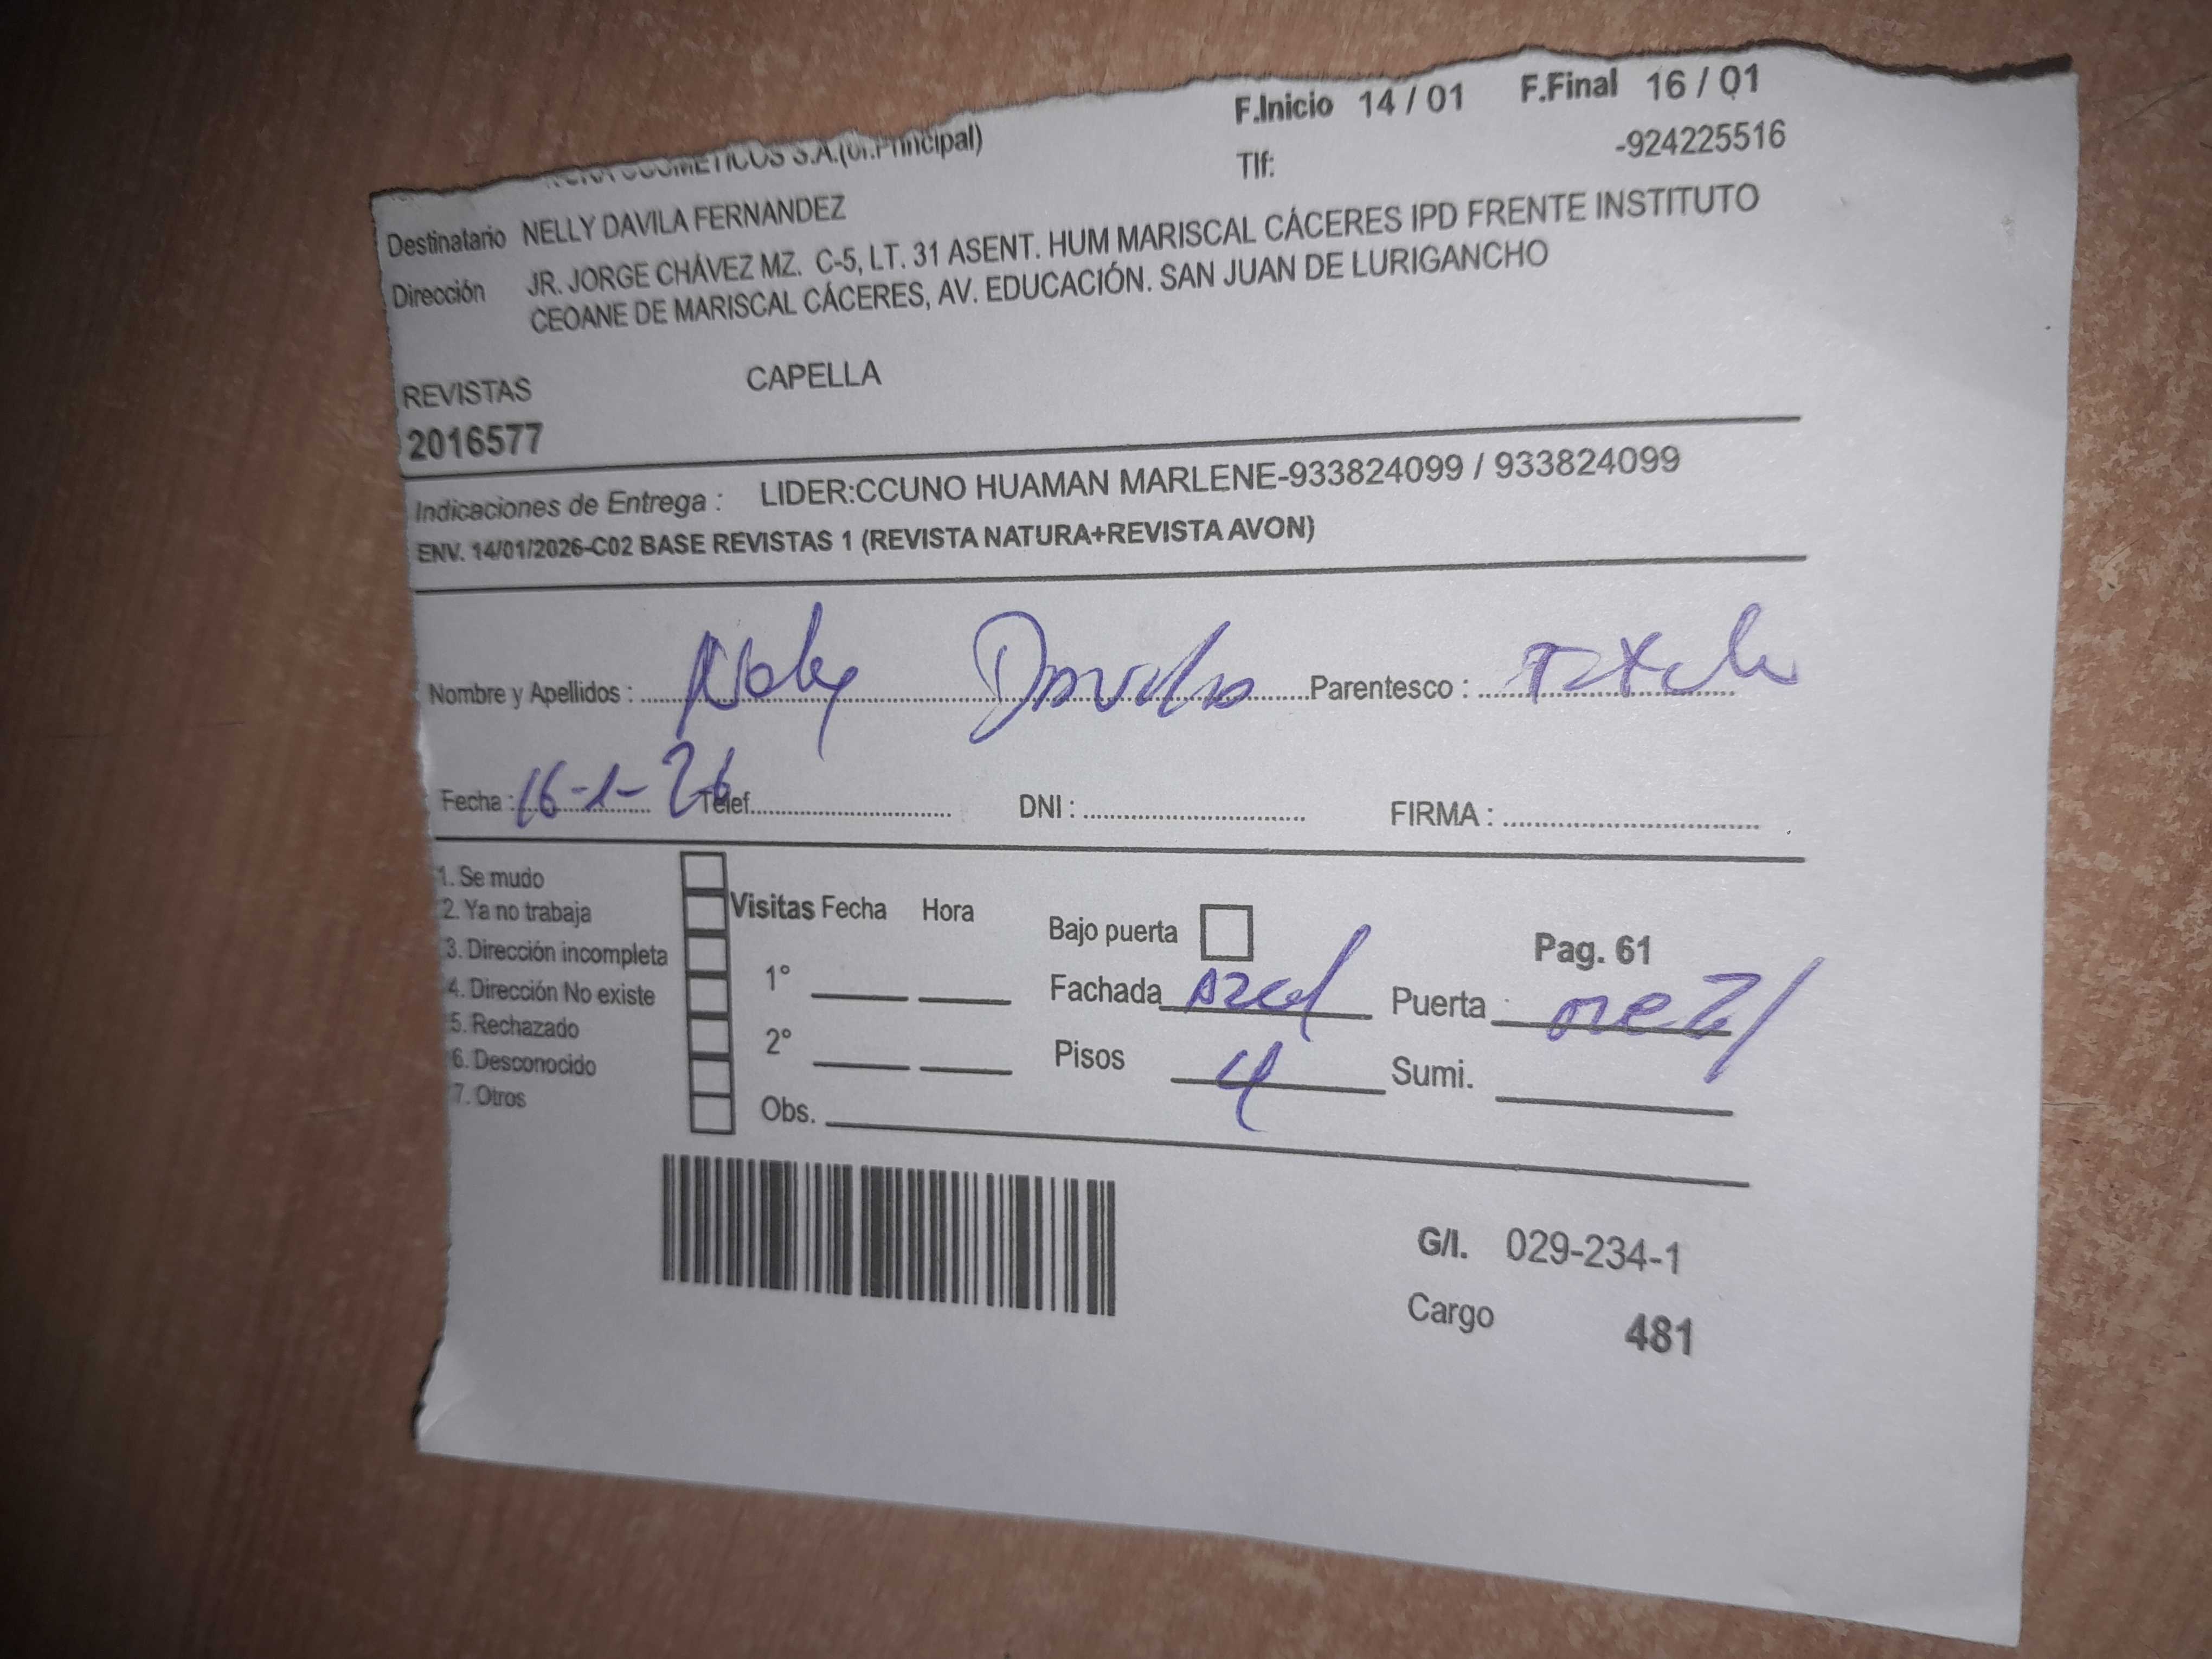 F.Inicio 14 / 01 F.Final 16 / 01
COSMETICOS S.A.(Of.Principal) Tlf: -924225516
Destinatario NELLY DAVILA FERNANDEZ
Dirección JR. JORGE CHÁVEZ MZ. C-5, LT. 31 ASENT. HUM MARISCAL CÁCERES IPD FRENTE INSTITUTO
CEOANE DE MARISCAL CÁCERES, AV. EDUCACIÓN. SAN JUAN DE LURIGANCHO
REVISTAS CAPELLA
2016577
Indicaciones de Entrega : LIDER:CCUNO HUAMAN MARLENE-933824099 / 933824099
ENV. 14/01/2026-C02 BASE REVISTAS 1 (REVISTA NATURA+REVISTA AVON)
Nombre y Apellidos : Nely Davila Parentesco :
Fecha : 16-1-26 Telef. DNI : FIRMA :
1. Se mudo
2. Ya no trabaja Visitas Fecha Hora Bajo puerta Pag. 61
3. Dirección incompleta
4. Dirección No existe 1° Fachada Azul Puerta
5. Rechazado
6. Desconocido 2° Pisos 4 Sumi.
7. Otros Obs.
G/I. 029-234-1
Cargo 481